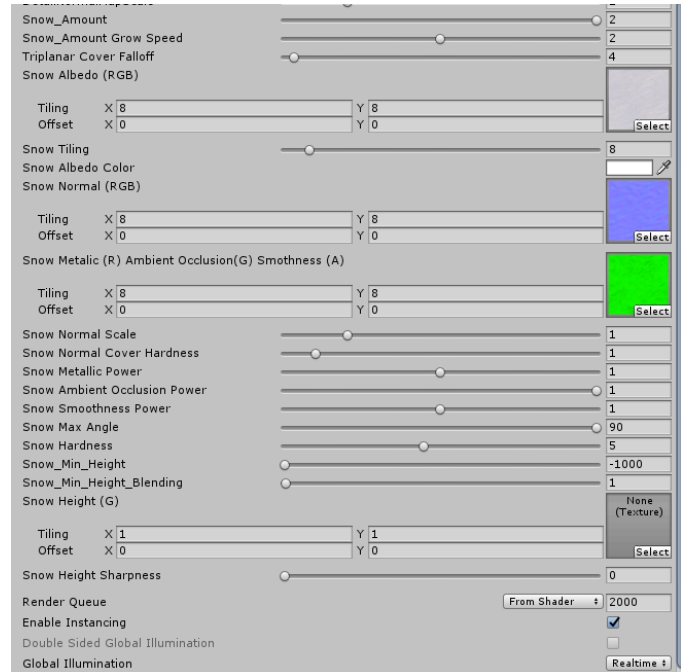 Snow_Amount 2
Snow_Amount Grow Speed 2
Triplanar Cover Falloff 4
Snow Albedo (RGB)
Tiling X 8 Y 8
Offset X 0 Y 0 Select
Snow Tiling 8
Snow Albedo Color
Snow Normal (RGB)
Tiling X 8 Y 8
Offset X 0 Y 0 Select
Snow Metalic (R) Ambient Occlusion(G) Smothness (A)
Tiling X 8 Y 8
Offset X 0 Y 0 Select
Snow Normal Scale 1
Snow Normal Cover Hardness 1
Snow Metallic Power 1
Snow Ambient Occlusion Power 1
Snow Smoothness Power 1
Snow Max Angle 90
Snow Hardness 5
Snow_Min_Height -1000
Snow_Min_Height_Blending 1
Snow Height (G) None
(Texture)
Tiling X 1 Y 1
Offset X 0 Y 0 Select
Snow Height Sharpness 0
Render Queue From Shader 2000
Enable Instancing
Double Sided Global Illumination
Global Illumination Realtime